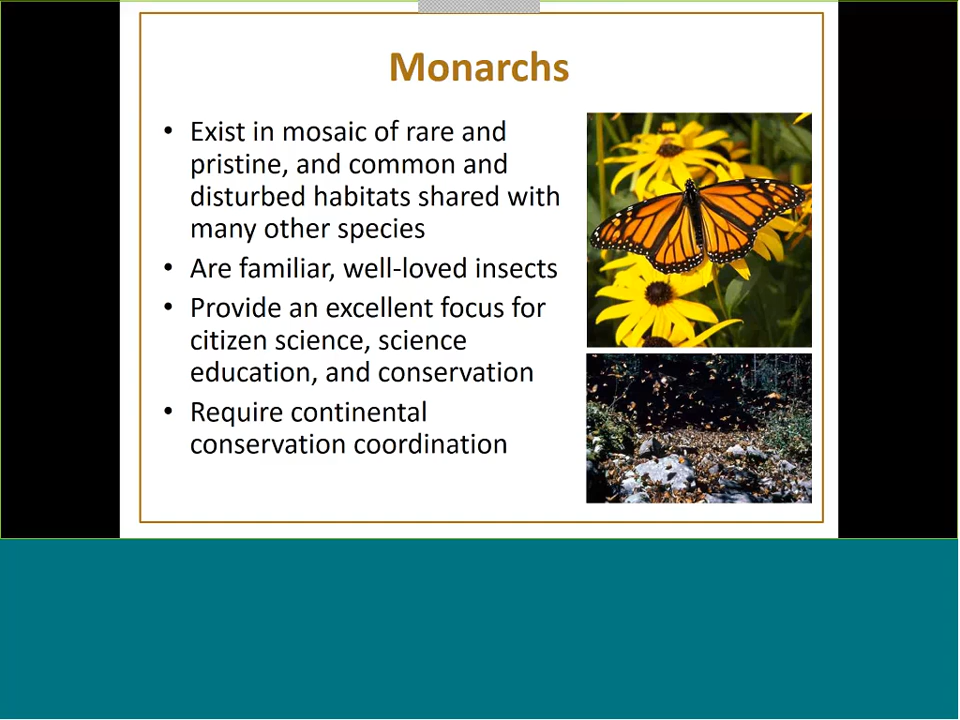 Monarchs
• Exist in mosaic of rare and
pristine, and common and
disturbed habitats shared with
many other species
• Are familiar, well-loved insects
• Provide an excellent focus for
citizen science, science
education, and conservation
• Require continental
conservation coordination